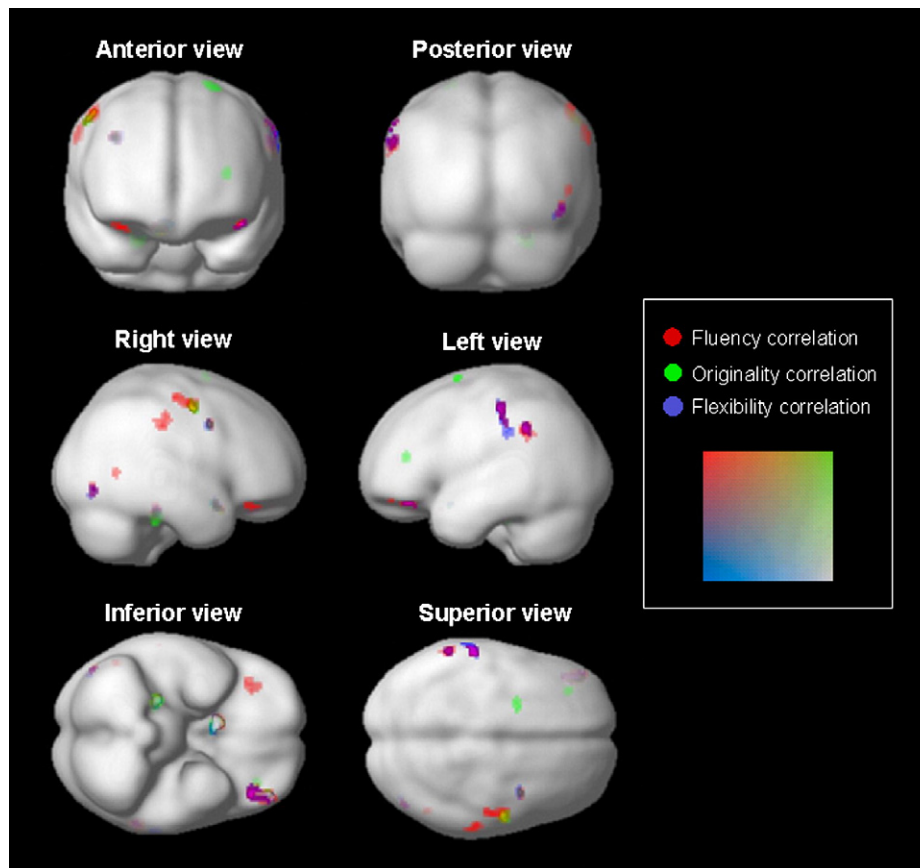 Anterior view
Posterior view
Right view
Left view
Fluency correlation
Originality correlation
Flexibility correlation
Inferior view
Superior view